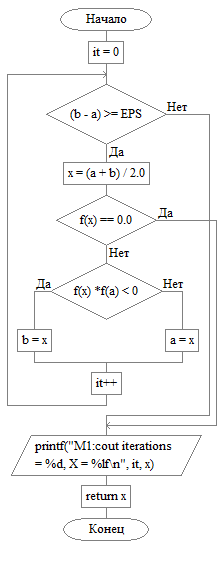 Начало
it = 0
(b - a) >= EPS
Нет
Да
x = (a + b) / 2.0
f(x) == 0.0
Да
Нет
Да
Нет
f(x) *f(a) < 0
b = x
a = x
it++
printf("M1:cout iterations
= %d, X = %lf\n", it, x)
return x
Конец